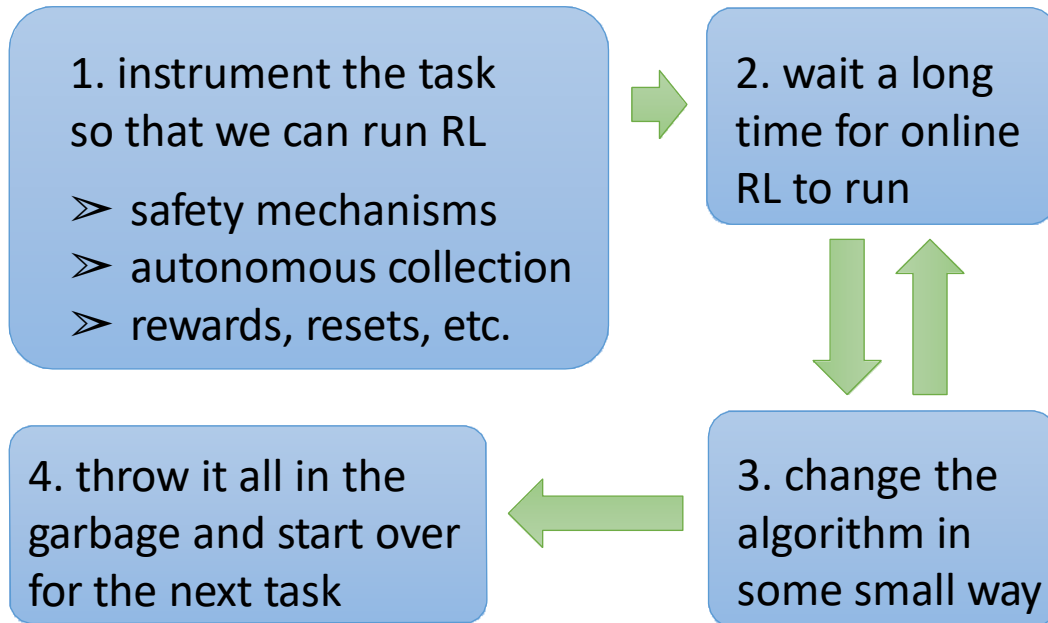 1. instrument the task
so that we can run RL
➢ safety mechanisms
➢ autonomous collection
➢ rewards, resets, etc.
2. wait a long
time for online
RL to run
3. change the
algorithm in
some small way
4. throw it all in the
garbage and start over
for the next task